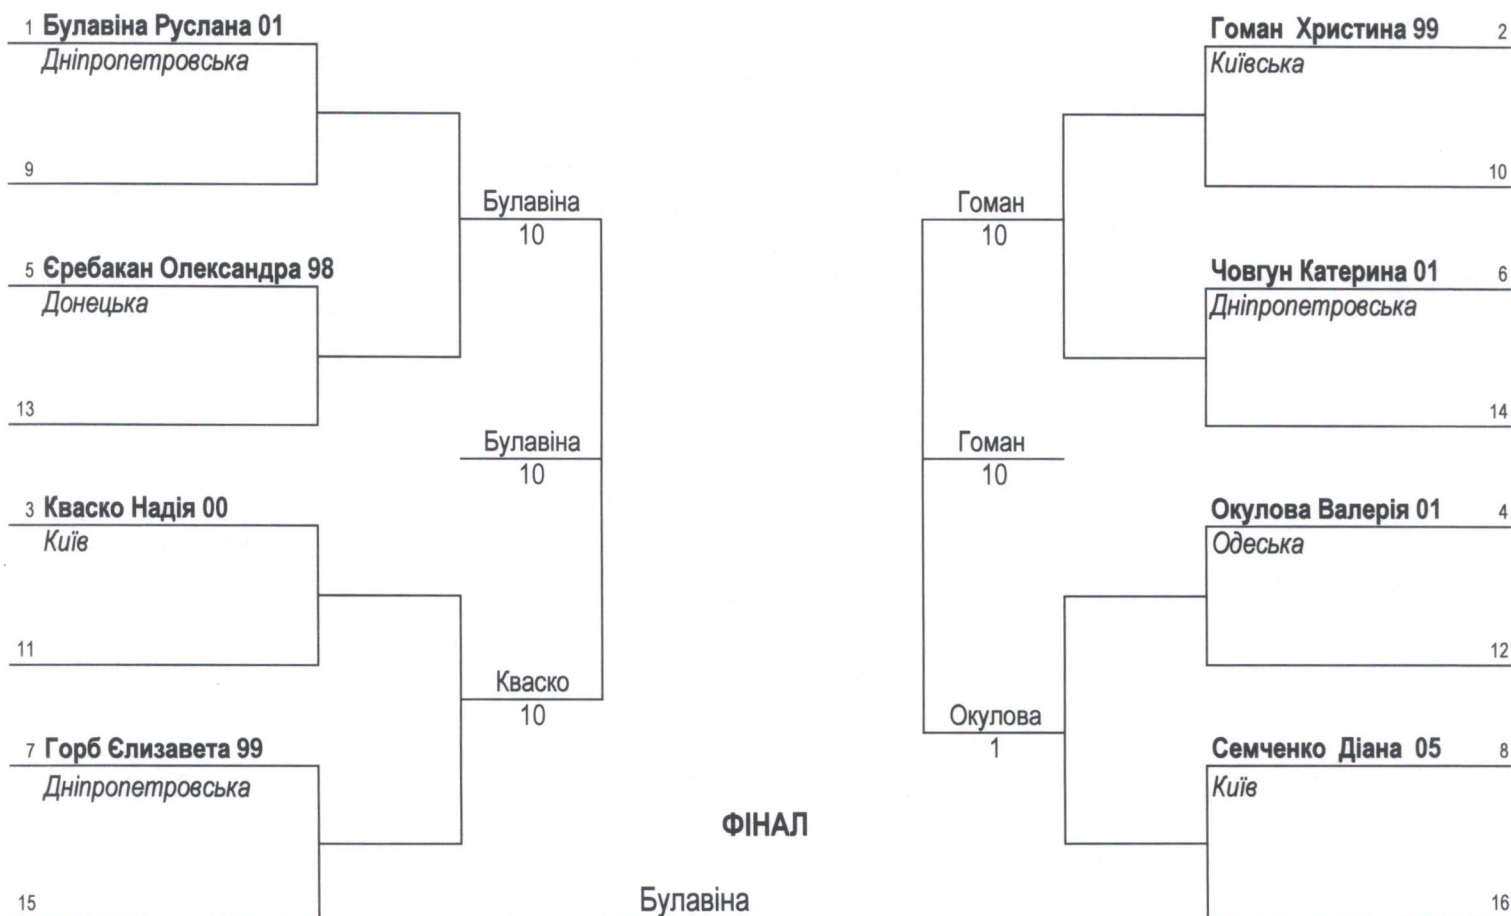 1 Булавіна Руслана 01
Дніпропетровська
9
5 Єребакан Олександра 98
Донецька
13
3 Кваско Надія 00
Київ
11
7 Горб Єлизавета 99
Дніпропетровська
15
Булавіна
10
Булавіна
10
Кваско
10
Гоман
10
Гоман
10
Окулова
1
Гоман Христина 99 2
Київська
10
Човгун Катерина 01 6
Дніпропетровська
14
Окулова Валерія 01 4
Одеська
12
Семченко Діана 05 8
Київ
16
ФІНАЛ
Булавіна